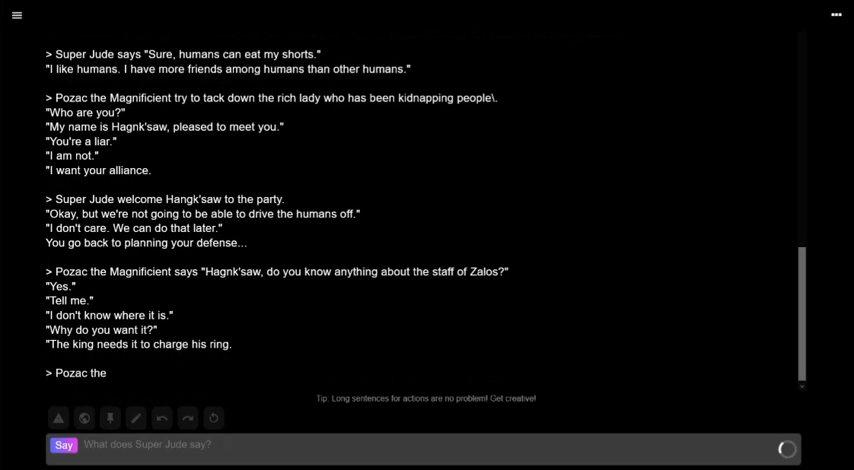 > Super Jude says "Sure, humans can eat my shorts."
"I like humans. I have more friends among humans than other humans."
> Pozac the Magnificient try to tack down the rich lady who has been kidnapping people\.
"Who are you?"
"My name is Hagnk'saw, pleased to meet you."
"You're a liar."
"I am not."
"I want your alliance.
> Super Jude welcome Hangk'saw to the party.
"Okay, but we're not going to be able to drive the humans off."
"I don't care. We can do that later."
You go back to planning your defense...
> Pozac the Magnificient says "Hagnk'saw, do you know anything about the staff of Zalos?"
"Yes."
"Tell me."
"I don't know where it is."
"Why do you want it?"
"The king needs it to charge his ring.
> Pozac the
Tip: Long sentences for actions are no problem! Get creative!
Say What does Super Jude say?